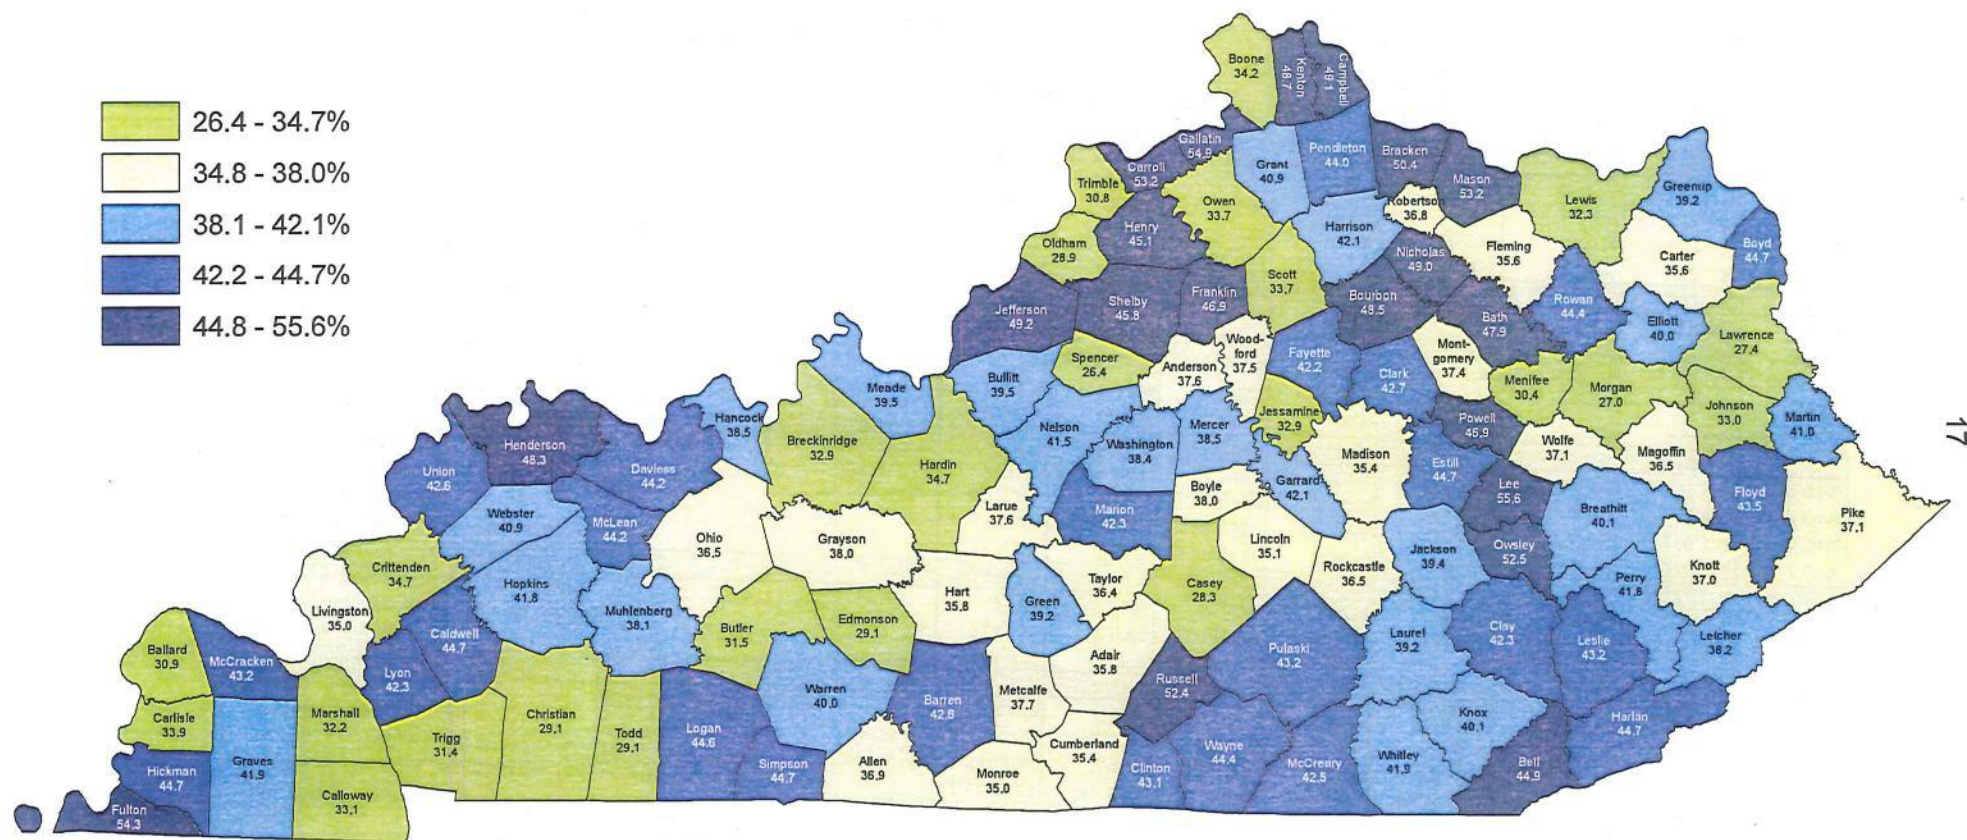 26.4 - 34.7%
34.8 - 38.0%
38.1 - 42.1%
42.2 - 44.7%
44.8 - 55.6%
Boone
34.2
Kenton
48.7
Campbell
49.1
Gallatin
54.9
Carroll
53.2
Trimble
30.8
Owen
33.7
Grant
40.9
Pendleton
44.0
Bracken
50.4
Mason
53.2
Robertson
36.8
Lewis
32.3
Greenup
39.2
Boyd
44.7
Carter
35.6
Fleming
35.6
Nicholas
49.0
Harrison
42.1
Henry
45.1
Oldham
28.9
Jefferson
49.2
Shelby
45.8
Franklin
46.9
Scott
33.7
Bourbon
48.5
Bath
47.9
Rowan
44.4
Elliott
40.0
Lawrence
27.4
Meade
39.5
Bullitt
39.5
Spencer
26.4
Anderson
37.6
Wood-
ford
37.5
Fayette
42.2
Clark
42.7
Mont-
gomery
37.4
Menifee
30.4
Morgan
27.0
Johnson
33.0
Martin
41.0
17
Hancock
38.5
Breckinridge
32.9
Hardin
34.7
Nelson
41.5
Washington
38.4
Mercer
38.5
Jessamine
32.9
Madison
35.4
Powell
46.9
Wolfe
37.1
Magoffin
36.5
Floyd
43.5
Pike
37.1
Henderson
48.3
Union
42.6
Daviess
44.2
Webster
40.9
McLean
44.2
Ohio
36.5
Grayson
38.0
Larue
37.6
Marion
42.3
Boyle
38.0
Garrard
42.1
Estill
44.7
Lee
55.6
Breathitt
40.1
Owsley
52.5
Knott
37.0
Perry
41.8
Crittenden
34.7
Livingston
35.0
Hopkins
41.8
Muhlenberg
38.1
Butler
31.5
Edmonson
29.1
Hart
35.8
Green
39.2
Taylor
36.4
Casey
28.3
Lincoln
35.1
Rockcastle
36.5
Jackson
39.4
Clay
42.3
Leslie
43.2
Letcher
38.2
Ballard
30.9
McCracken
43.2
Lyon
42.3
Caldwell
44.7
Warren
40.0
Barren
42.8
Metcalfe
37.7
Adair
35.8
Russell
52.4
Pulaski
43.2
Laurel
39.2
Knox
40.1
Harlan
44.7
Carlisle
33.9
Graves
41.9
Marshall
32.2
Trigg
31.4
Christian
29.1
Todd
29.1
Logan
44.6
Simpson
44.7
Allen
36.9
Monroe
35.0
Cumberland
35.4
Clinton
43.1
Wayne
44.4
McCreary
42.5
Whitley
41.9
Bell
44.9
Hickman
44.7
Fulton
54.3
Calloway
33.1